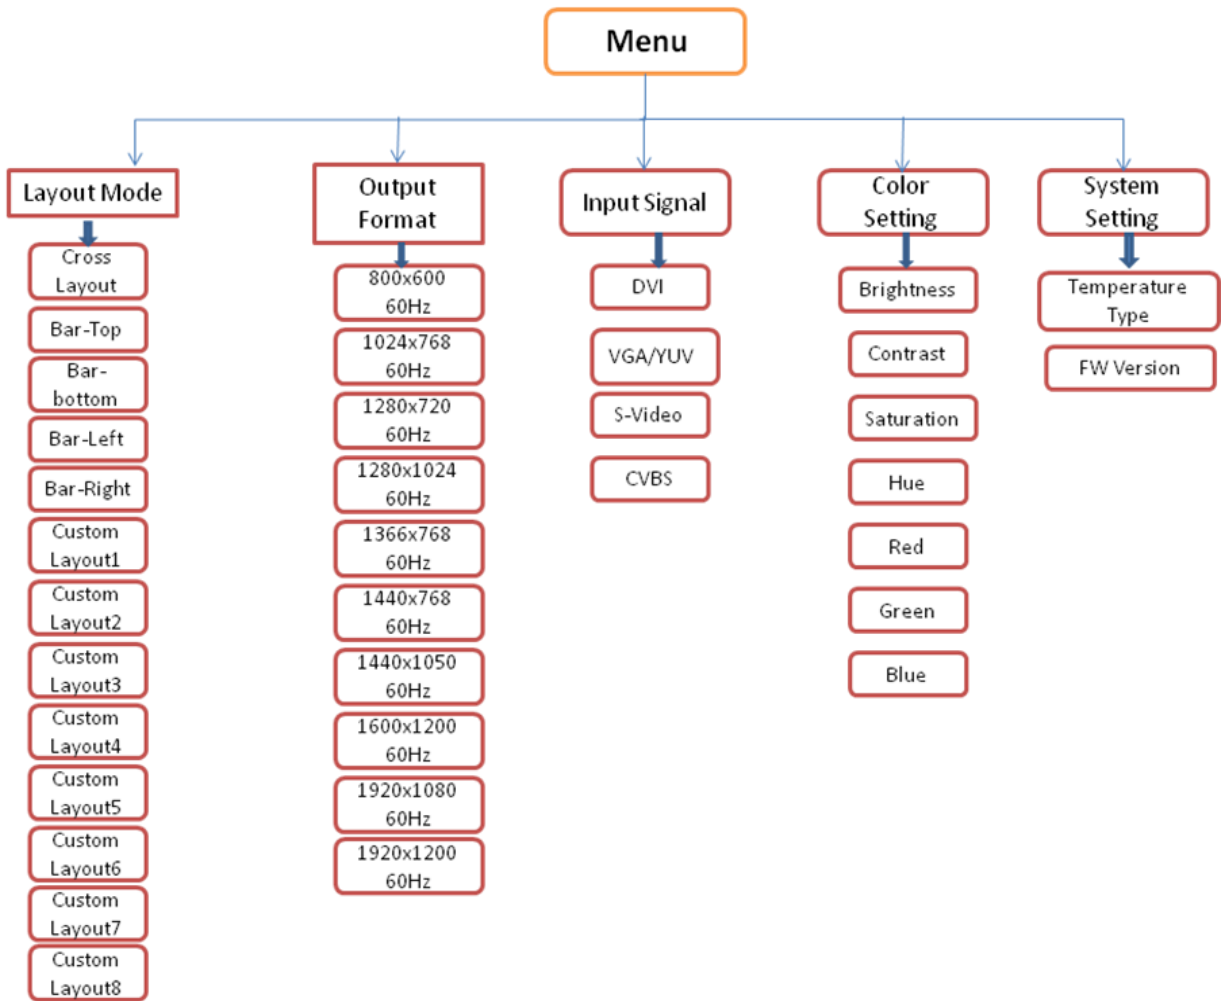 Menu
Layout Mode
Cross
Layout
Bar-Top
Bar-
bottom
Bar-Left
Bar-Right
Custom
Layout1
Custom
Layout2
Custom
Layout3
Custom
Layout4
Custom
Layout5
Custom
Layout6
Custom
Layout7
Custom
Layout8
Output
Format
800x600
60Hz
1024x768
60Hz
1280x720
60Hz
1280x1024
60Hz
1366x768
60Hz
1440x768
60Hz
1440x1050
60Hz
1600x1200
60Hz
1920x1080
60Hz
1920x1200
60Hz
Input Signal
DVI
VGA/YUV
S-Video
CVBS
Color
Setting
Brightness
Contrast
Saturation
Hue
Red
Green
Blue
System
Setting
Temperature
Type
FW Version